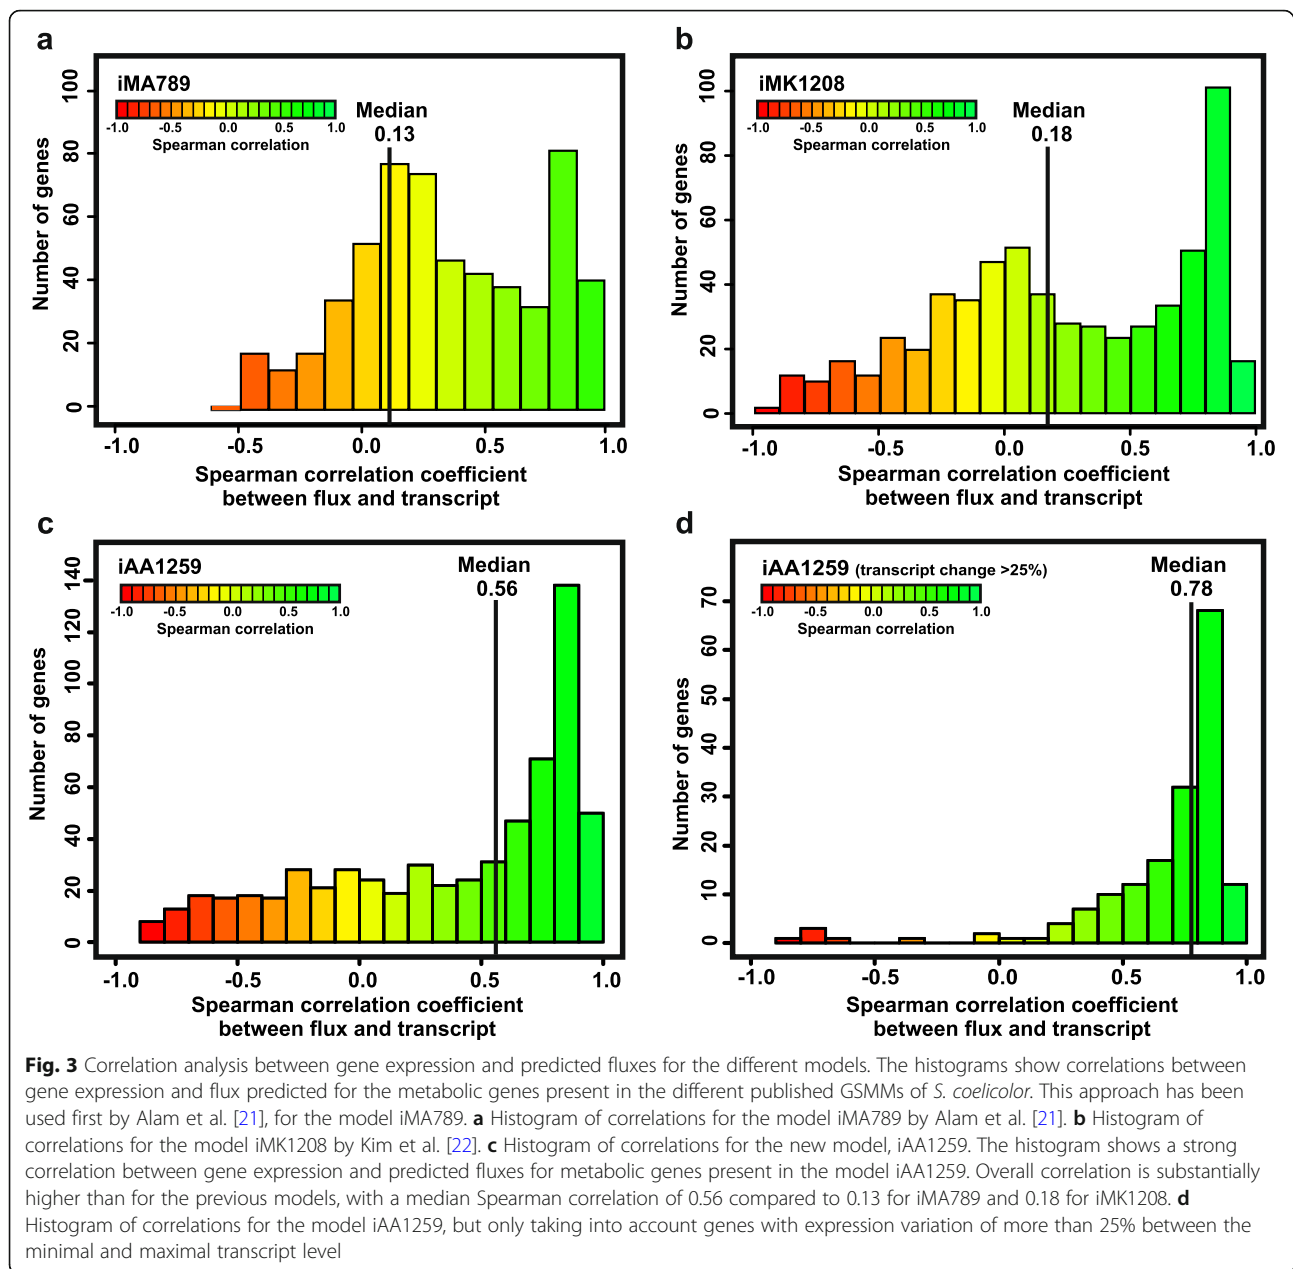 a
iMA789
-1.0 -0.5 0.0 0.5 1.0
Spearman correlation
Median
0.13
Number of genes
100
80
60
40
20
0
-1.0 -0.5 0.0 0.5 1.0
Spearman correlation coefficient
between flux and transcript
b
iMK1208
-1.0 -0.5 0.0 0.5 1.0
Spearman correlation
Median
0.18
Number of genes
100
80
60
40
20
0
-1.0 -0.5 0.0 0.5 1.0
Spearman correlation coefficient
between flux and transcript
c
iAA1259
-1.0 -0.5 0.0 0.5 1.0
Spearman correlation
Median
0.56
Number of genes
140
120
100
80
60
40
20
0
-1.0 -0.5 0.0 0.5 1.0
Spearman correlation coefficient
between flux and transcript
d
iAA1259 (transcript change >25%)
-1.0 -0.5 0.0 0.5 1.0
Spearman correlation
Median
0.78
Number of genes
70
60
50
40
30
20
10
0
-1.0 -0.5 0.0 0.5 1.0
Spearman correlation coefficient
between flux and transcript
Fig. 3 Correlation analysis between gene expression and predicted fluxes for the different models. The histograms show correlations between
gene expression and flux predicted for the metabolic genes present in the different published GSMMs of S. coelicolor. This approach has been
used first by Alam et al. [21], for the model iMA789. a Histogram of correlations for the model iMA789 by Alam et al. [21]. b Histogram of
correlations for the model iMK1208 by Kim et al. [22]. c Histogram of correlations for the new model, iAA1259. The histogram shows a strong
correlation between gene expression and predicted fluxes for metabolic genes present in the model iAA1259. Overall correlation is substantially
higher than for the previous models, with a median Spearman correlation of 0.56 compared to 0.13 for iMA789 and 0.18 for iMK1208. d
Histogram of correlations for the model iAA1259, but only taking into account genes with expression variation of more than 25% between the
minimal and maximal transcript level